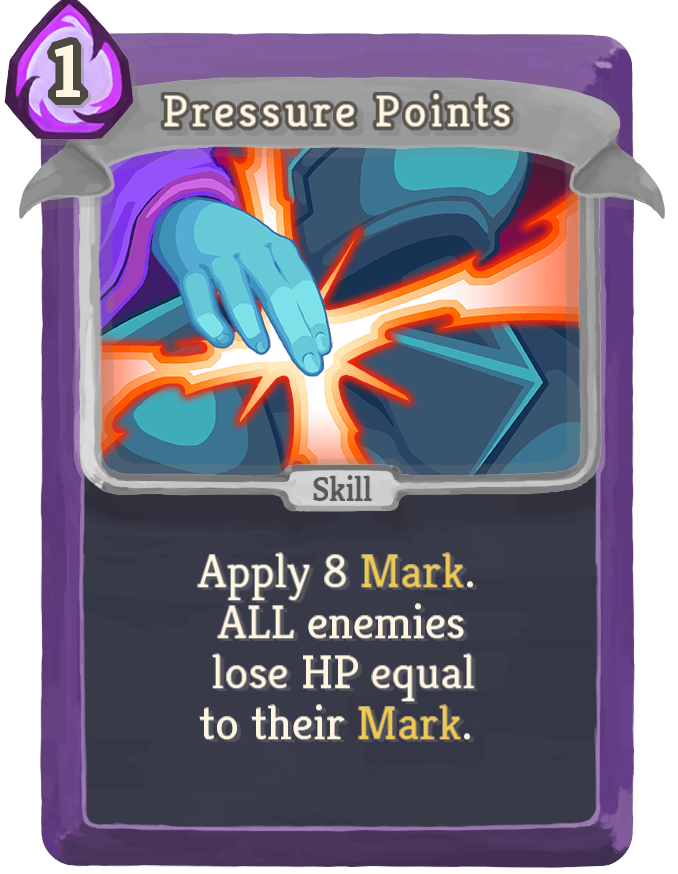 1
Pressure Points
Skill
Apply 8 Mark.
ALL enemies
lose HP equal
to their Mark.